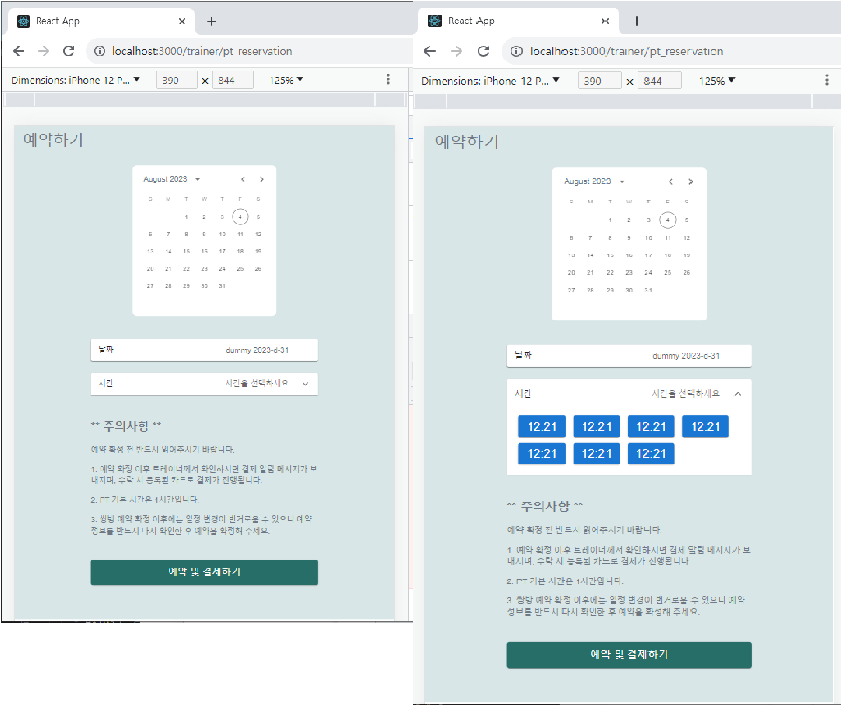 React App
localhost:3000/trainer/pt_reservation
Dimensions: iPhone 12 P... ▼ 390 × 844 125% ▼
예약하기
August 2023
S M T W T F S
1 2 3 4 5
6 7 8 9 10 11 12
13 14 15 16 17 18 19
20 21 22 23 24 25 26
27 28 29 30 31
날짜 dummy 2023-d-31
시간 시간을 선택하세요
** 주의사항 **
예약 확정 전 반드시 읽어주시기 바랍니다.
1. 예약 확정 이후 트레이너께서 확인하시면 결제 알림 메시지가 보
내지며, 수락 시 등록된 카드로 결제가 진행됩니다.
2. PT 기본 시간은 1시간입니다.
3. 쌍방 예약 확정 이후에는 일정 변경이 번거로울 수 있으니 예약
정보를 반드시 다시 확인한 후 예약을 확정해 주세요.
예약 및 결제하기
React App
localhost:3000/trainer/pt_reservation
Dimensions: iPhone 12 P... ▼ 390 × 844 125% ▼
예약하기
August 2023
S M T W T F S
1 2 3 4 5
6 7 8 9 10 11 12
13 14 15 16 17 18 19
20 21 22 23 24 25 26
27 28 29 30 31
날짜 dummy 2023-d-31
시간 시간을 선택하세요
12:21 12:21 12:21 12:21
12:21 12:21 12:21
** 주의사항 **
예약 확정 전 반드시 읽어주시기 바랍니다.
1. 예약 확정 이후 트레이너께서 확인하시면 결제 알림 메시지가 보
내지며, 수락 시 등록된 카드로 결제가 진행됩니다.
2. PT 기본 시간은 1시간입니다.
3. 쌍방 예약 확정 이후에는 일정 변경이 번거로울 수 있으니 예약
정보를 반드시 다시 확인한 후 예약을 확정해 주세요.
예약 및 결제하기